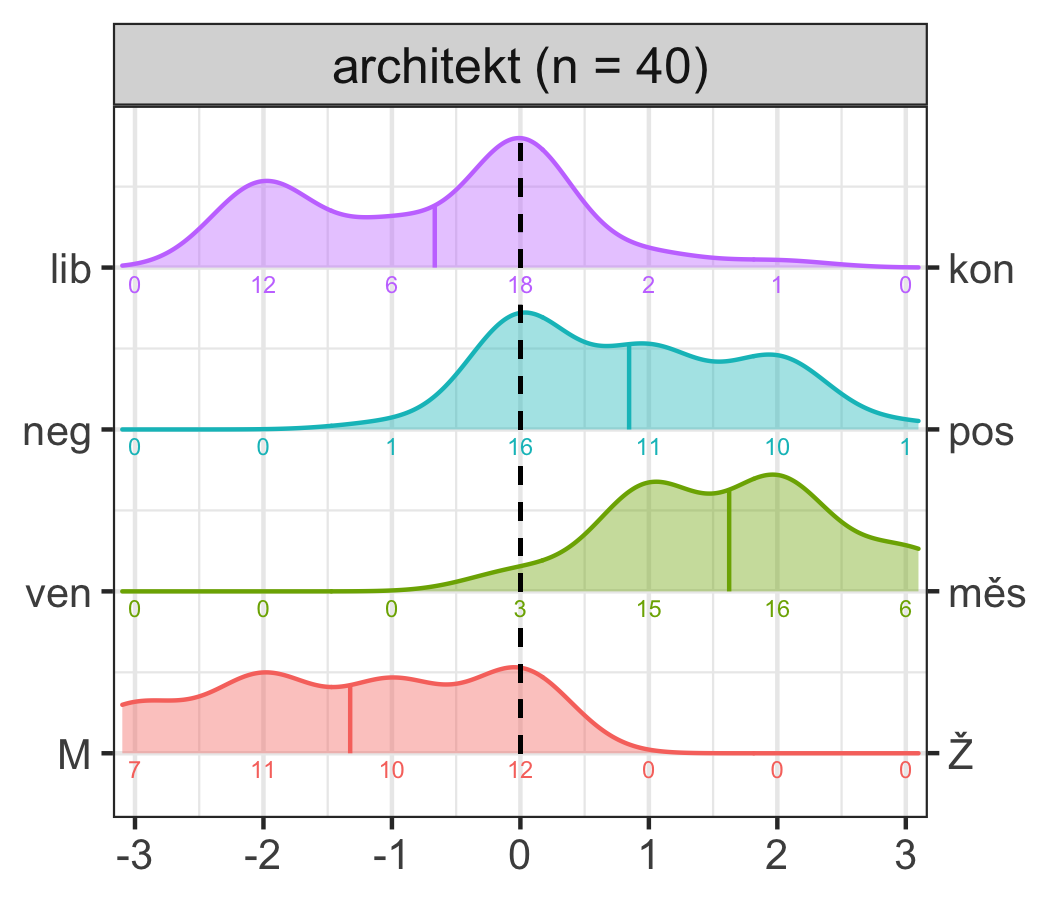 architekt (n = 40)
lib kon
0 12 6 18 2 1 0
neg pos
0 0 1 16 11 10 1
ven měs
0 0 0 3 15 16 6
M Ž
7 11 10 12 0 0 0
-3 -2 -1 0 1 2 3